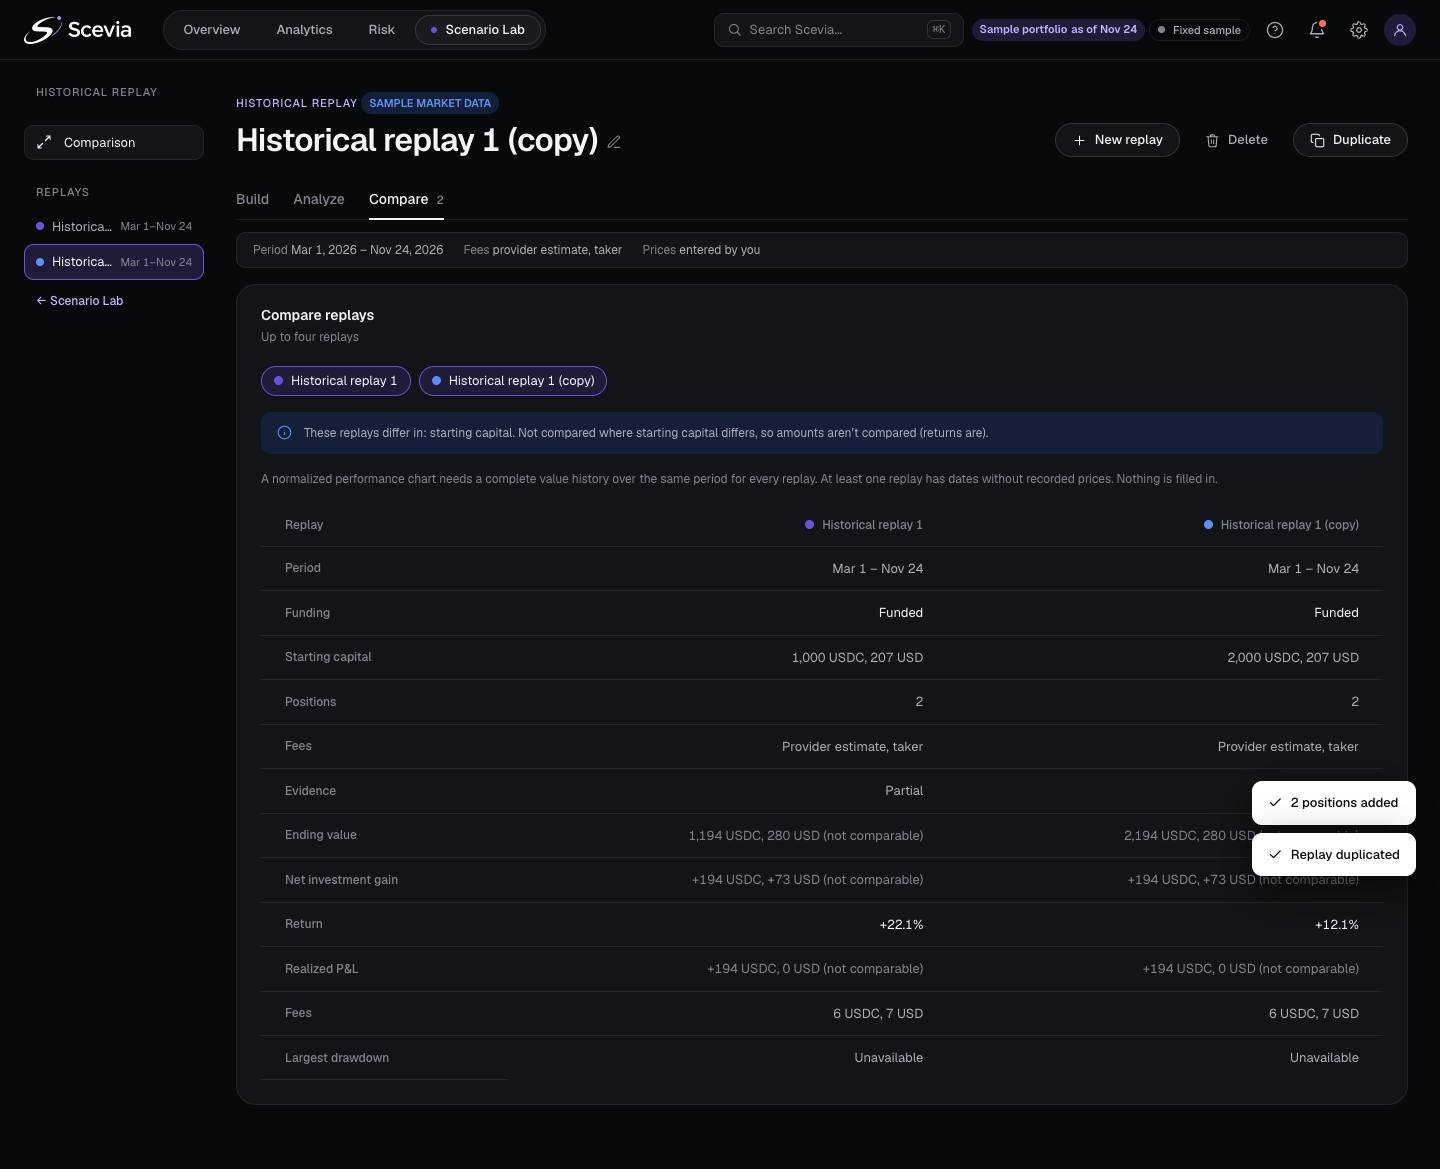 Scevia
Overview Analytics Risk Scenario Lab
Search Scevia... ⌘K
Sample portfolio as of Nov 24
Fixed sample
HISTORICAL REPLAY
Comparison
REPLAYS
Historica... Mar 1–Nov 24
Historica... Mar 1–Nov 24
← Scenario Lab
HISTORICAL REPLAY SAMPLE MARKET DATA
Historical replay 1 (copy)
New replay Delete Duplicate
Build Analyze Compare 2
Period Mar 1, 2026 – Nov 24, 2026 Fees provider estimate, taker Prices entered by you
Compare replays
Up to four replays
Historical replay 1 Historical replay 1 (copy)
These replays differ in: starting capital. Not compared where starting capital differs, so amounts aren't compared (returns are).
A normalized performance chart needs a complete value history over the same period for every replay. At least one replay has dates without recorded prices. Nothing is filled in.
Replay Historical replay 1 Historical replay 1 (copy)
Period Mar 1 – Nov 24 Mar 1 – Nov 24
Funding Funded Funded
Starting capital 1,000 USDC, 207 USD 2,000 USDC, 207 USD
Positions 2 2
Fees Provider estimate, taker Provider estimate, taker
Evidence Partial
2 positions added
Ending value 1,194 USDC, 280 USD (not comparable) 2,194 USDC, 280 USD
Replay duplicated
Net investment gain +194 USDC, +73 USD (not comparable) +194 USDC, +73 USD (not comparable)
Return +22.1% +12.1%
Realized P&L +194 USDC, 0 USD (not comparable) +194 USDC, 0 USD (not comparable)
Fees 6 USDC, 7 USD 6 USDC, 7 USD
Largest drawdown Unavailable Unavailable